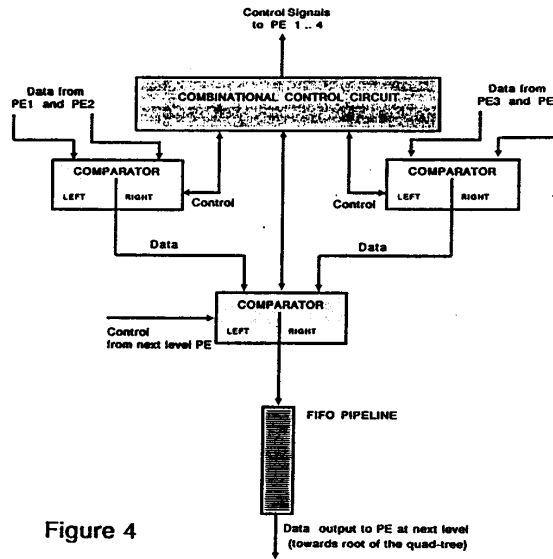 Control Signals
to PE 1 .. 4
COMBINATIONAL CONTROL CIRCUIT
Data from
PE1 and PE2
Data from
PE3 and PE
COMPARATOR
LEFT RIGHT
COMPARATOR
LEFT RIGHT
Control
Control
Data
Data
COMPARATOR
LEFT RIGHT
Control
from next level PE
FIFO PIPELINE
Data output to PE at next level
(towards root of the quad-tree)
Figure 4